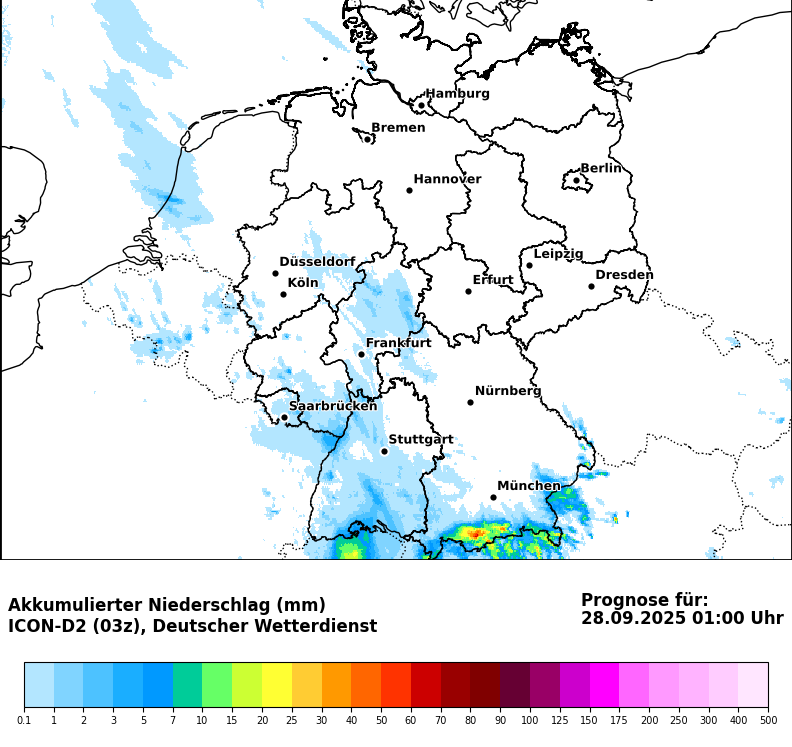 Hamburg
Bremen
Berlin
Hannover
Leipzig
Düsseldorf
Dresden
Köln
Erfurt
Frankfurt
Nürnberg
Saarbrücken
Stuttgart
München
Akkumulierter Niederschlag (mm)
ICON-D2 (03z), Deutscher Wetterdienst
Prognose für:
28.09.2025 01:00 Uhr
0.1 1 2 3 5 7 10 15 20 25 30 40 50 60 70 80 90 100 125 150 175 200 250 300 400 500